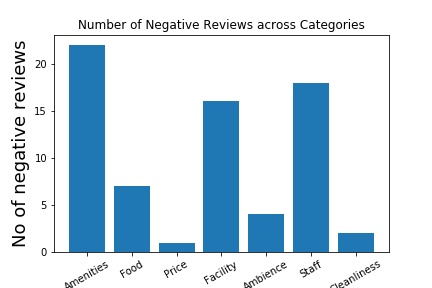 Number of Negative Reviews across Categories
No of negative reviews
20
15
10
5
0
Amenities
Food
Price
Facility
Ambience
Staff
Cleanliness